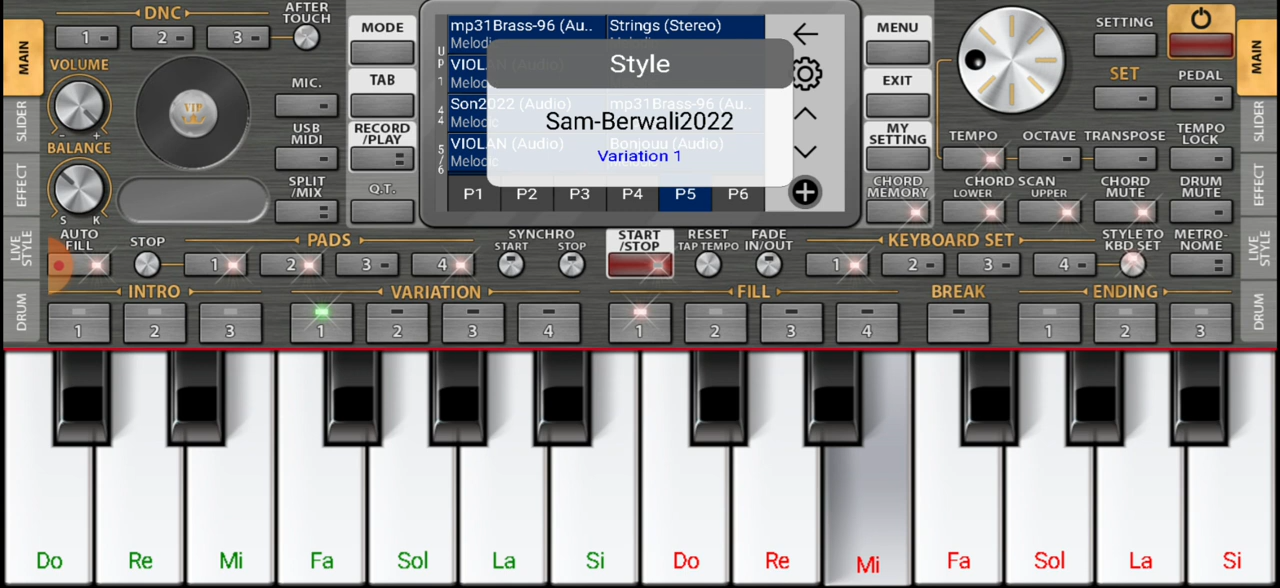 DNC
1
2
3
AFTER
TOUCH
MAIN
VOLUME
- +
BALANCE
S K
SLIDER
EFFECT
LIVE
STYLE
DRUM
VIP
MIC.
USB
MIDI
SPLIT
/MIX
MODE
TAB
RECORD
/PLAY
Q.T.
mp31Brass-96 (Au..
Strings (Stereo)
Melodic
VIOLAN (Audio)
Melodic
Son2022 (Audio)
mp31Brass-96 (Au..
Melodic
VIOLAN (Audio)
Bonjouu (Audio)
Melodic
Style
Sam-Berwali2022
Variation 1
P1
P2
P3
P4
P5
P6
MENU
EXIT
MY
SETTING
CHORD
MEMORY
SETTING
SET
PEDAL
TEMPO
OCTAVE
TRANSPOSE
TEMPO
LOCK
CHORD SCAN
LOWER
UPPER
CHORD
MUTE
DRUM
MUTE
MAIN
SLIDER
EFFECT
LIVE
STYLE
DRUM
AUTO
FILL
STOP
PADS
1
2
3
4
SYNCHRO
START
STOP
START
/STOP
RESET
TAP TEMPO
FADE
IN/OUT
KEYBOARD SET
1
2
3
4
STYLE TO
KBD SET
METRO-
NOME
INTRO
1
2
3
VARIATION
1
2
3
4
FILL
1
2
3
4
BREAK
ENDING
1
2
3
Do
Re
Mi
Fa
Sol
La
Si
Do
Re
Mi
Fa
Sol
La
Si